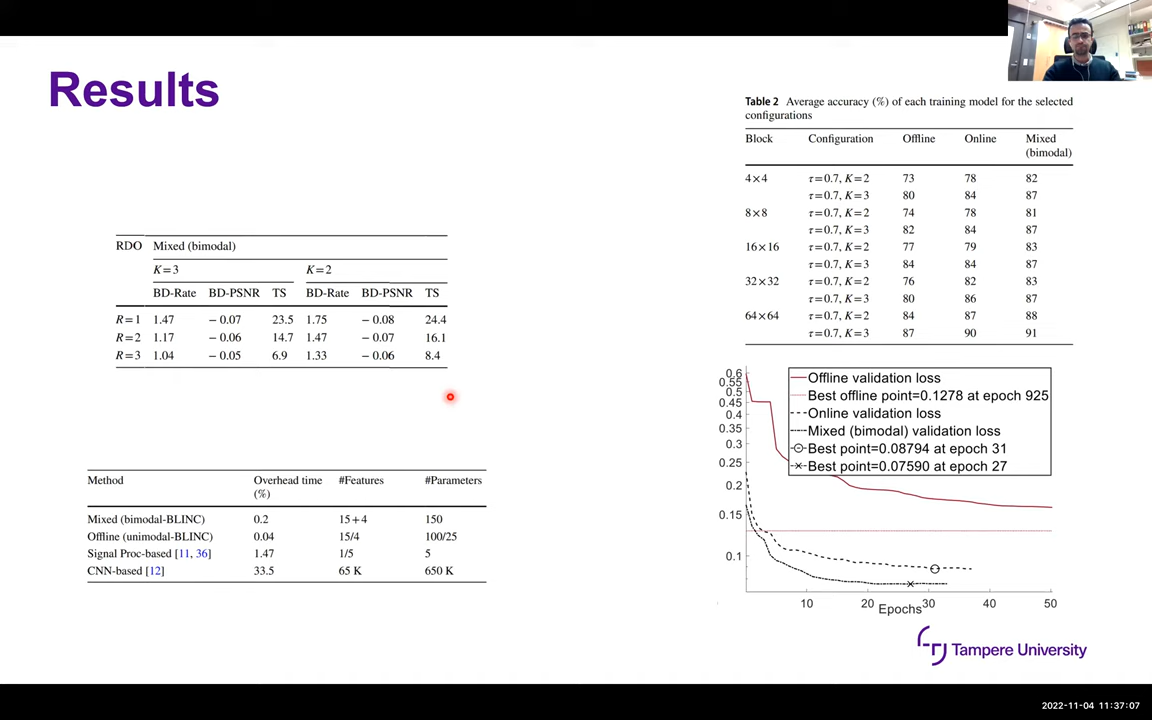 Results
Table 2 Average accuracy (%) of each training model for the selected
configurations
Block Configuration Offline Online Mixed
(bimodal)
4×4 τ=0.7, K=2 73 78 82
τ=0.7, K=3 80 84 87
8×8 τ=0.7, K=2 74 78 81
τ=0.7, K=3 82 84 87
16×16 τ=0.7, K=2 77 79 83
τ=0.7, K=3 84 84 87
32×32 τ=0.7, K=2 76 82 83
τ=0.7, K=3 80 86 87
64×64 τ=0.7, K=2 84 87 88
τ=0.7, K=3 87 90 91
RDO Mixed (bimodal)
K=3 K=2
BD-Rate BD-PSNR TS BD-Rate BD-PSNR TS
R=1 1.47 −0.07 23.5 1.75 −0.08 24.4
R=2 1.17 −0.06 14.7 1.47 −0.07 16.1
R=3 1.04 −0.05 6.9 1.33 −0.06 8.4
Method Overhead time #Features #Parameters
(%)
Mixed (bimodal-BLINC) 0.2 15+4 150
Offline (unimodal-BLINC) 0.04 15/4 100/25
Signal Proc-based [11, 36] 1.47 1/5 5
CNN-based [12] 33.5 65 K 650 K
0.6
0.55
0.5
0.45
0.4
0.35
0.3
0.25
0.2
0.15
0.1
Offline validation loss
Best offline point=0.1278 at epoch 925
Online validation loss
Mixed (bimodal) validation loss
Best point=0.08794 at epoch 31
Best point=0.07590 at epoch 27
10 20 30 40 50
Epochs
Tampere University
2022-11-04 11:37:07